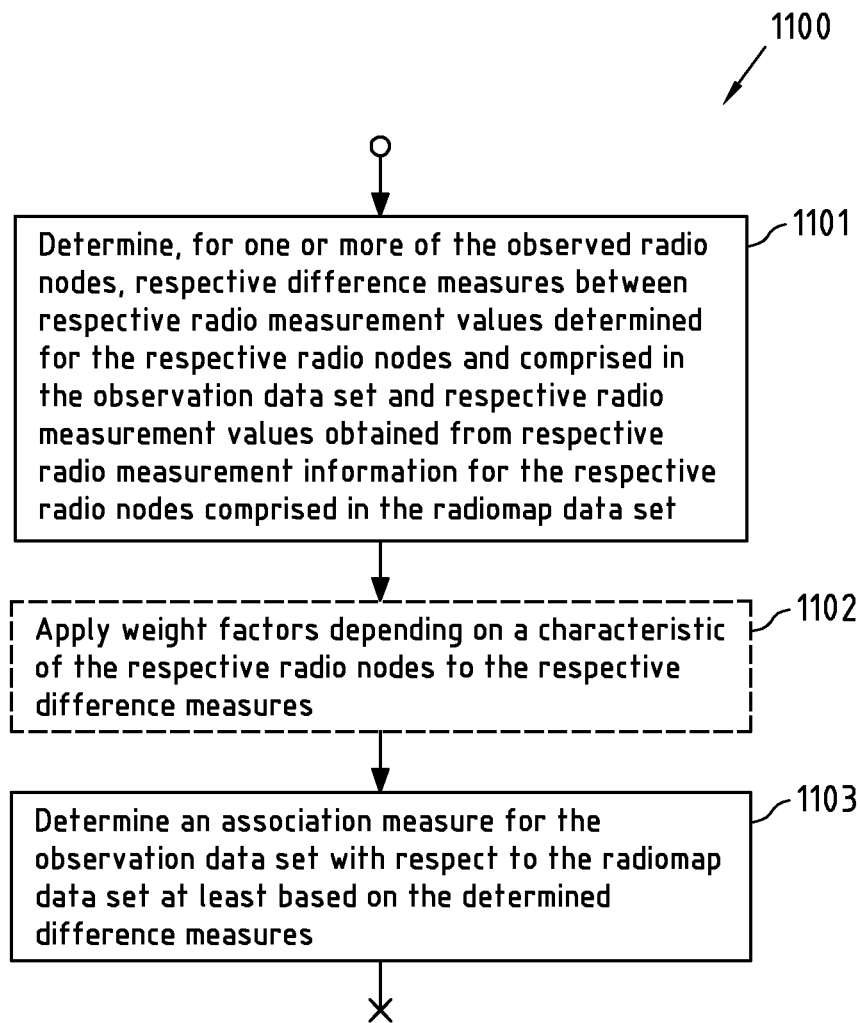 1100
1101
Determine, for one or more of the observed radio
nodes, respective difference measures between
respective radio measurement values determined
for the respective radio nodes and comprised in
the observation data set and respective radio
measurement values obtained from respective
radio measurement information for the respective
radio nodes comprised in the radiomap data set
1102
Apply weight factors depending on a characteristic
of the respective radio nodes to the respective
difference measures
1103
Determine an association measure for the
observation data set with respect to the radiomap
data set at least based on the determined
difference measures